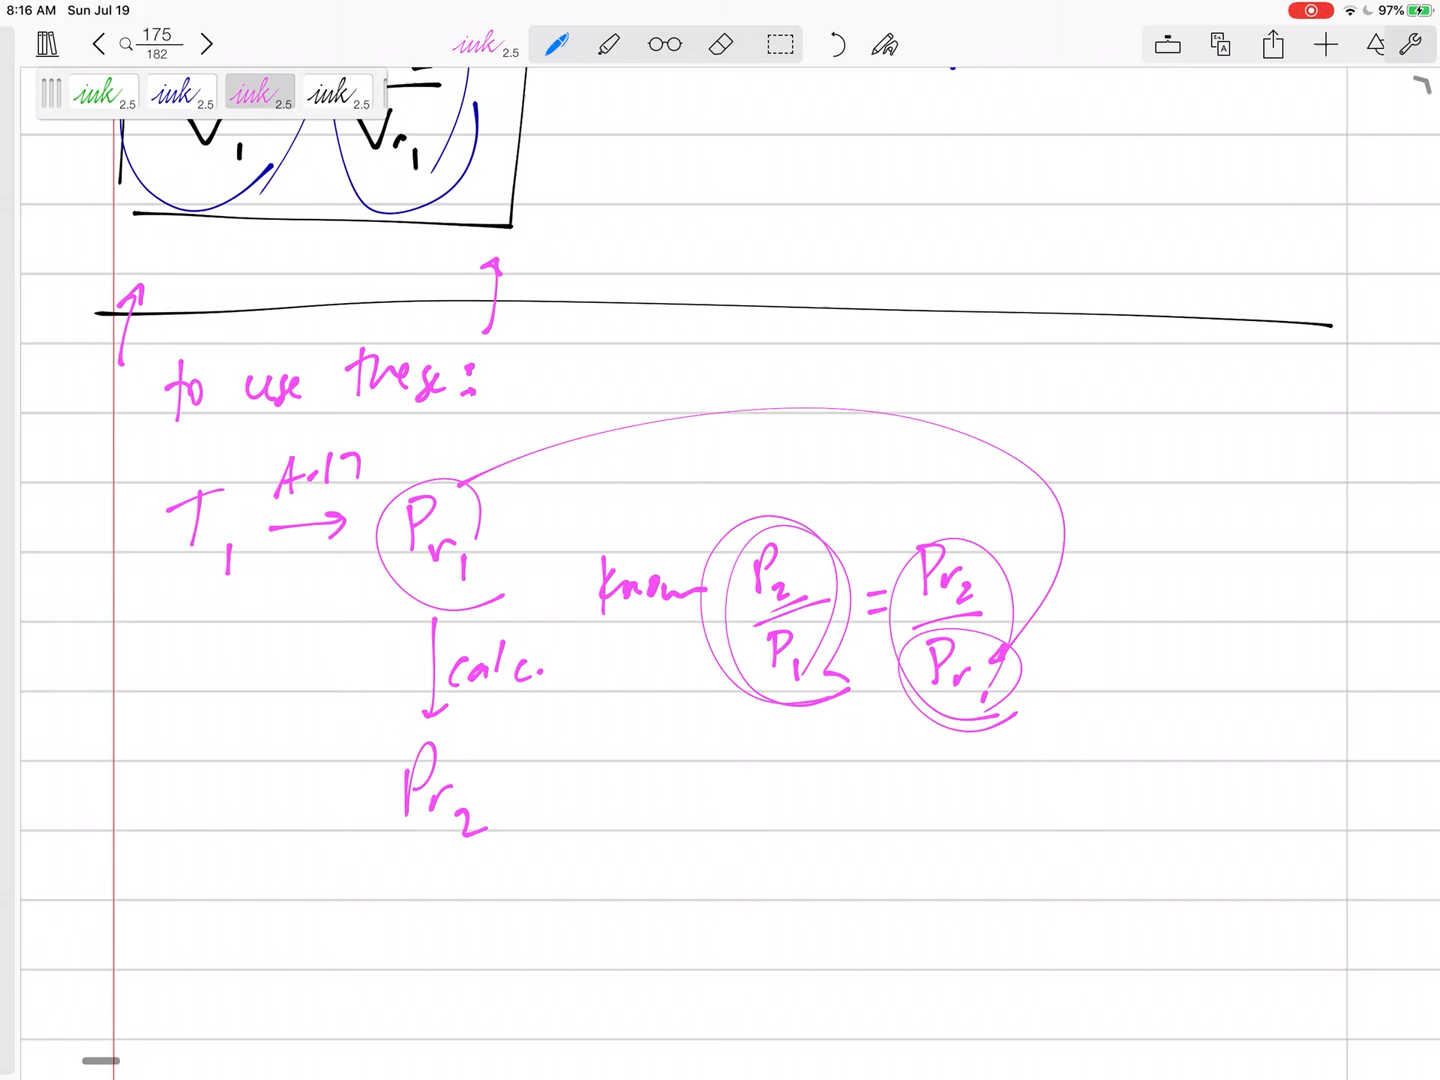 8:16 AM Sun Jul 19
97%
175
182
ink 2.5
ink 2.5 ink 2.5 ink 2.5 ink 2.5
V1 Vr1
to use these:
T1 A-17 → Pr1
know P2/P1 = Pr2/Pr1
↓ calc.
Pr2